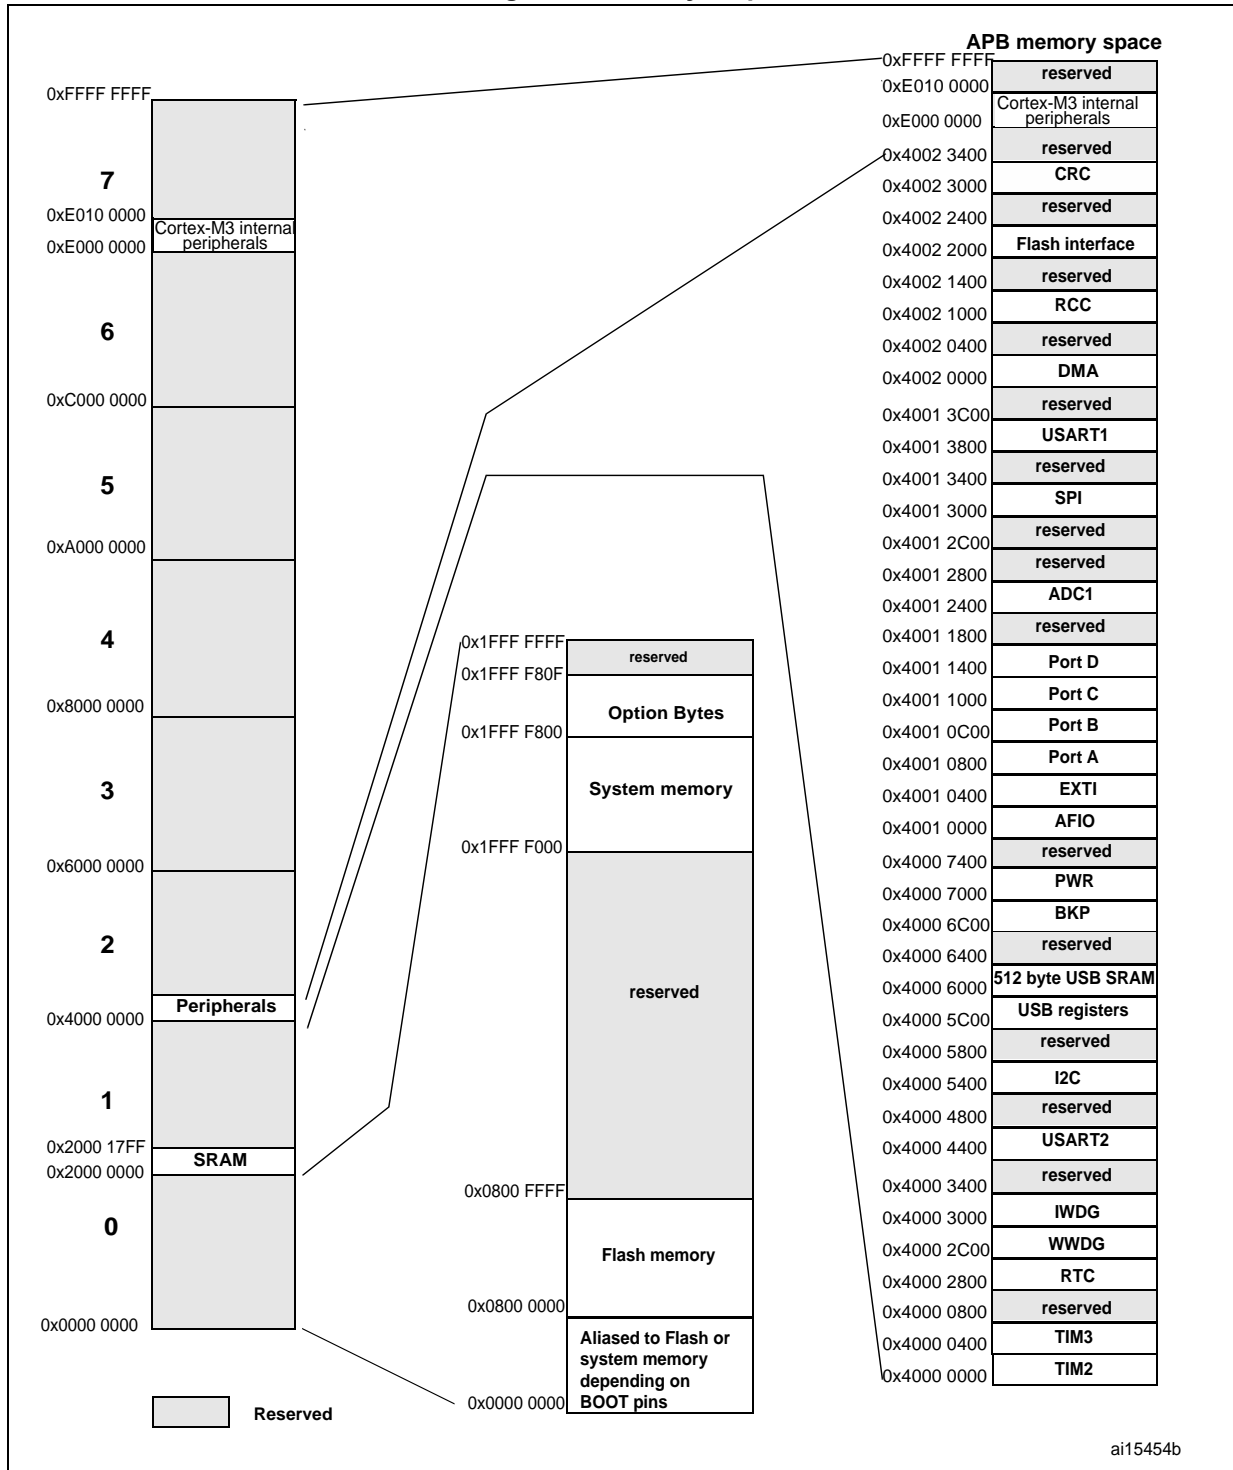 APB memory space
0xFFFF FFFF
7
0xE010 0000
Cortex-M3 internal
peripherals
0xE000 0000
6
0xC000 0000
5
0xA000 0000
4
0x8000 0000
3
0x6000 0000
2
Peripherals
0x4000 0000
1
0x2000 17FF
SRAM
0x2000 0000
0
0x0000 0000
Reserved
0x1FFF FFFF
reserved
0x1FFF F80F
Option Bytes
0x1FFF F800
System memory
0x1FFF F000
reserved
0x0800 FFFF
Flash memory
0x0800 0000
Aliased to Flash or
system memory
depending on
BOOT pins
0x0000 0000
0xFFFF FFFF
reserved
0xE010 0000
Cortex-M3 internal
peripherals
0xE000 0000
reserved
0x4002 3400
CRC
0x4002 3000
reserved
0x4002 2400
Flash interface
0x4002 2000
reserved
0x4002 1400
RCC
0x4002 1000
reserved
0x4002 0400
DMA
0x4002 0000
reserved
0x4001 3C00
USART1
0x4001 3800
reserved
0x4001 3400
SPI
0x4001 3000
reserved
0x4001 2C00
reserved
0x4001 2800
ADC1
0x4001 2400
reserved
0x4001 1800
Port D
0x4001 1400
Port C
0x4001 1000
Port B
0x4001 0C00
Port A
0x4001 0800
EXTI
0x4001 0400
AFIO
0x4001 0000
reserved
0x4000 7400
PWR
0x4000 7000
BKP
0x4000 6C00
reserved
0x4000 6400
512 byte USB SRAM
0x4000 6000
USB registers
0x4000 5C00
reserved
0x4000 5800
I2C
0x4000 5400
reserved
0x4000 4800
USART2
0x4000 4400
reserved
0x4000 3400
IWDG
0x4000 3000
WWDG
0x4000 2C00
RTC
0x4000 2800
reserved
0x4000 0800
TIM3
0x4000 0400
TIM2
0x4000 0000
ai15454b